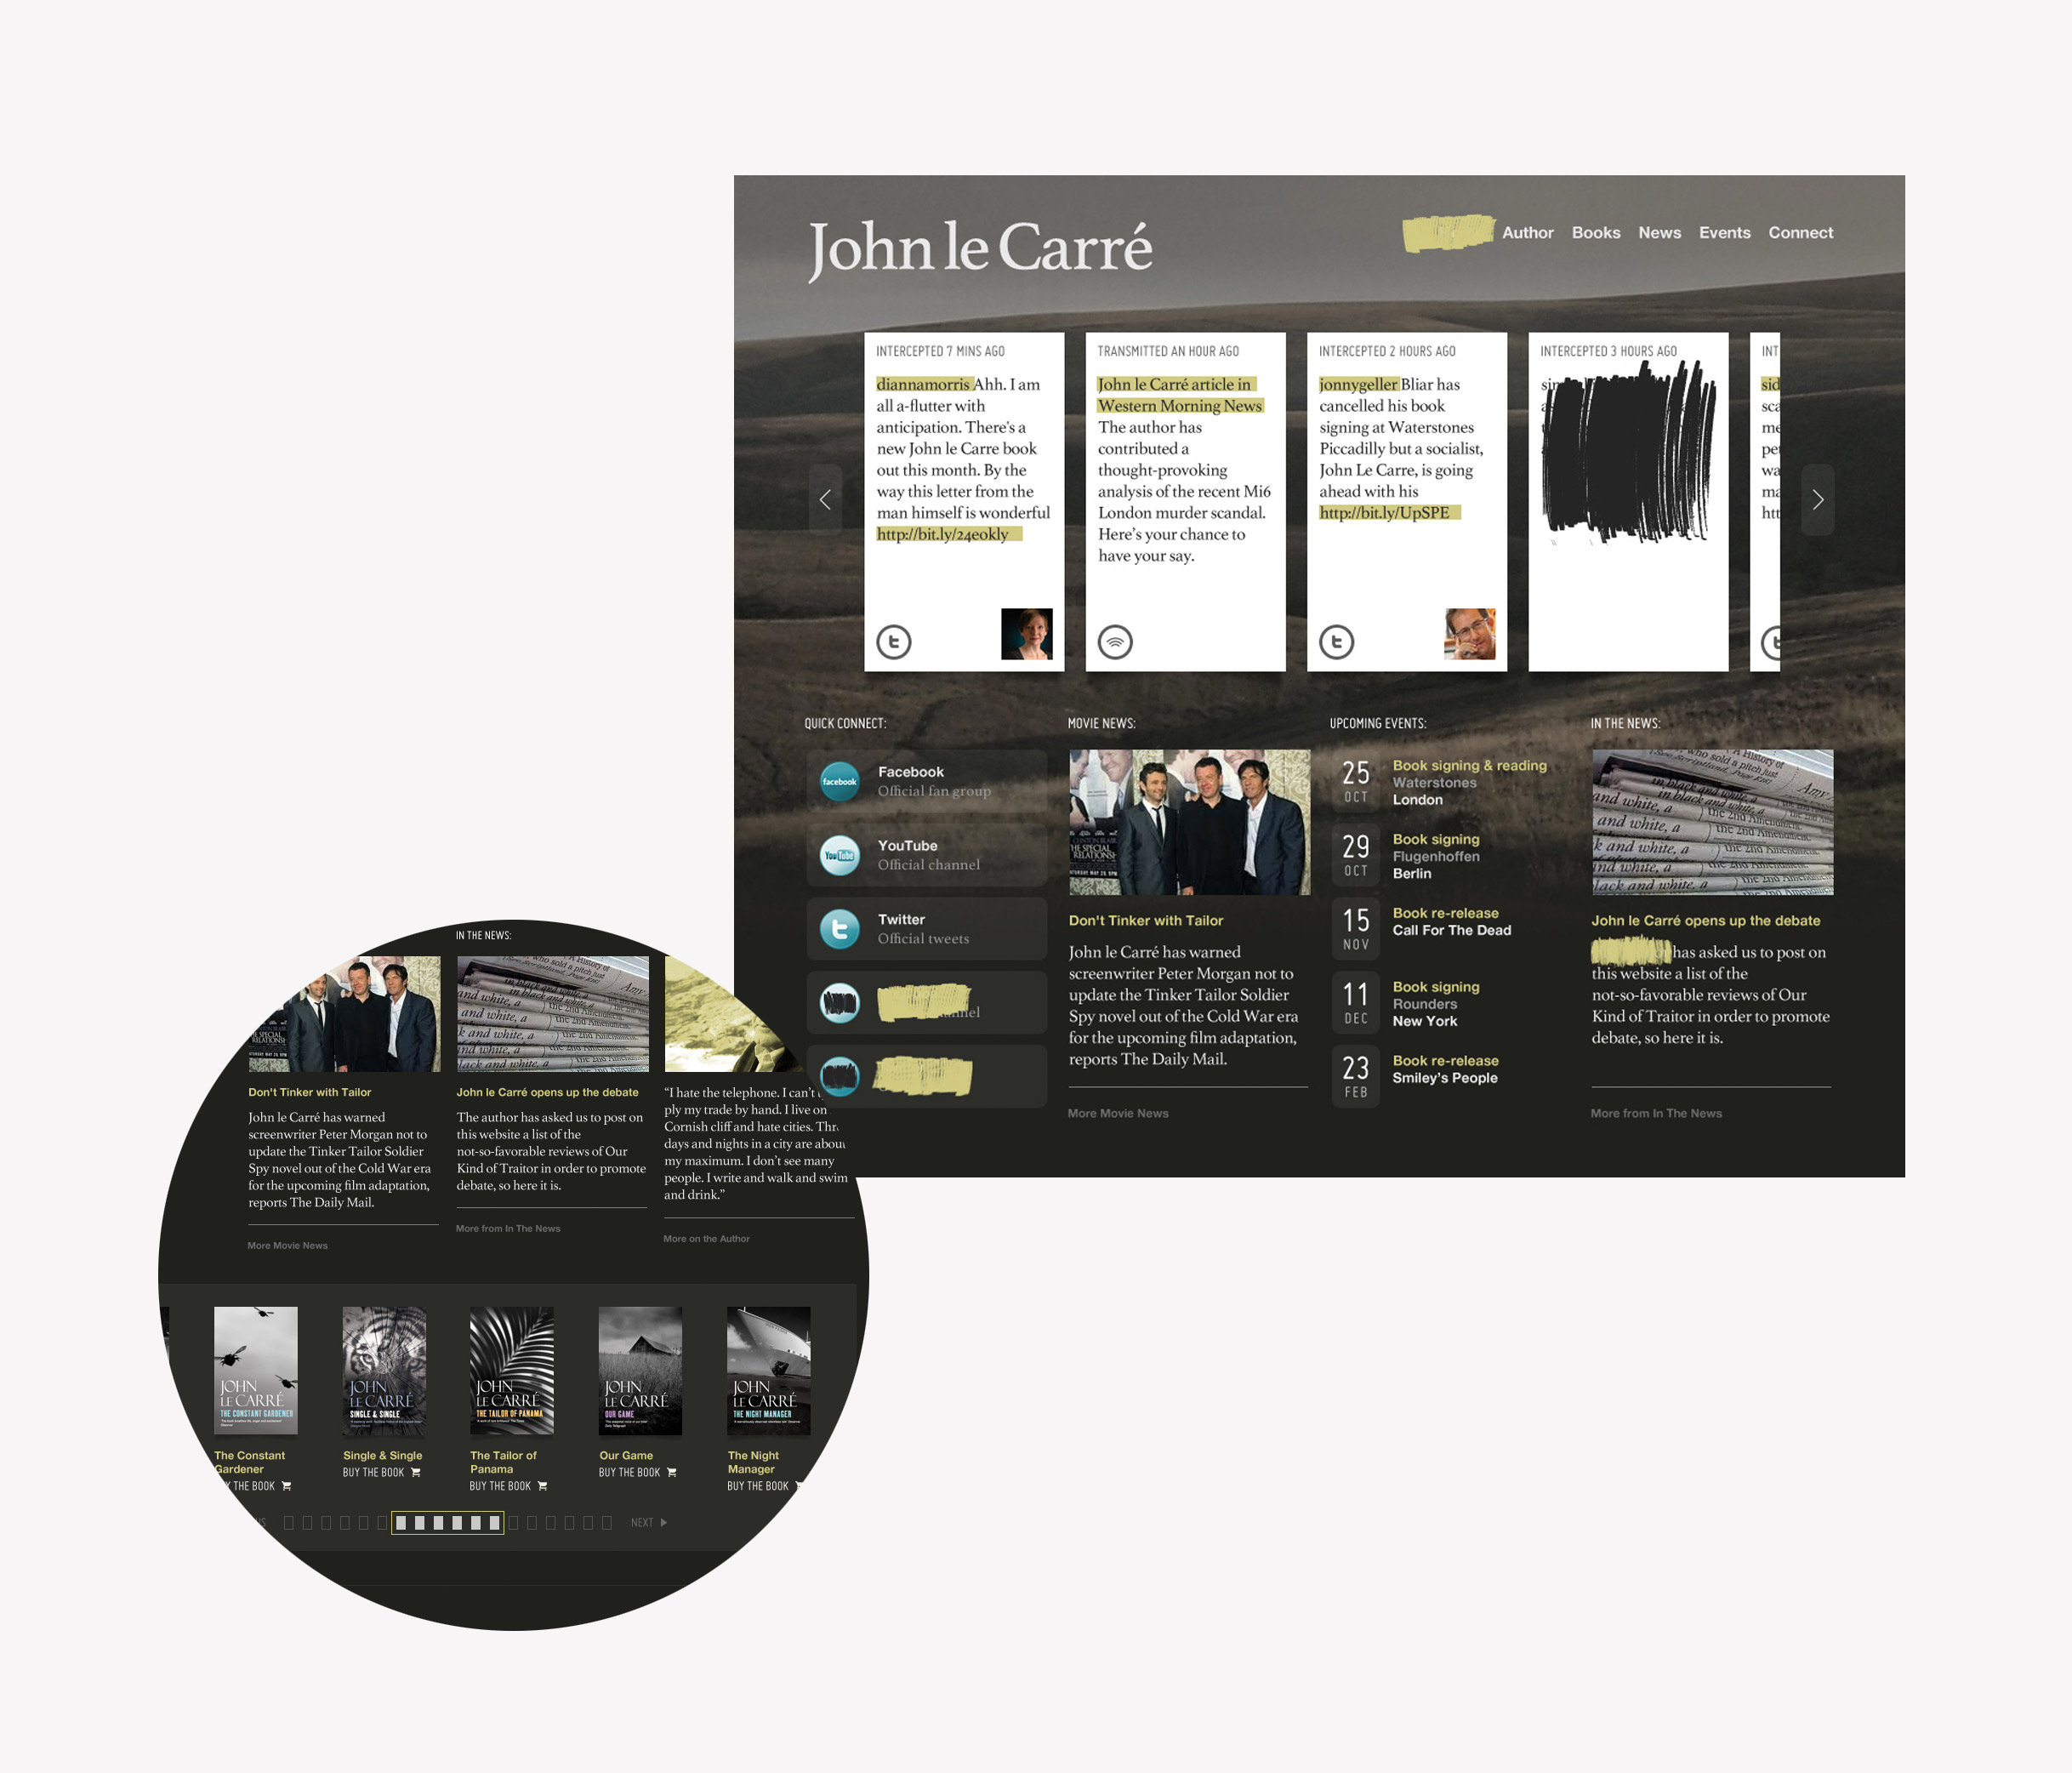 John le Carré
Author Books News Events Connect
INTERCEPTED 7 MINS AGO
diannamorris Ahh. I am
all a-flutter with
anticipation. There's a
new John le Carre book
out this month. By the
way this letter from the
man himself is wonderful
http://bit.ly/24eokly
TRANSMITTED AN HOUR AGO
John le Carré article in
Western Morning News
The author has
contributed a
thought-provoking
analysis of the recent Mi6
London murder scandal.
Here's your chance to
have your say.
INTERCEPTED 2 HOURS AGO
jonnygeller Bliar has
cancelled his book
signing at Waterstones
Piccadilly but a socialist,
John Le Carre, is going
ahead with his
http://bit.ly/UpSPE
INTERCEPTED 3 HOURS AGO
INT
sid
sca
me
pe
wa
ma
htt
QUICK CONNECT:
facebook
Facebook
Official fan group
YouTube
YouTube
Official channel
Twitter
Official tweets
MOVIE NEWS:
Don't Tinker with Tailor
John le Carré has warned
screenwriter Peter Morgan not to
update the Tinker Tailor Soldier
Spy novel out of the Cold War era
for the upcoming film adaptation,
reports The Daily Mail.
More Movie News
UPCOMING EVENTS:
25
OCT
Book signing & reading
Waterstones
London
29
OCT
Book signing
Flugenhoffen
Berlin
15
NOV
Book re-release
Call For The Dead
11
DEC
Book signing
Rounders
New York
23
FEB
Book re-release
Smiley's People
IN THE NEWS:
John le Carré opens up the debate
has asked us to post on
this website a list of the
not-so-favorable reviews of Our
Kind of Traitor in order to promote
debate, so here it is.
More from In The News
IN THE NEWS:
Don't Tinker with Tailor
John le Carré has warned
screenwriter Peter Morgan not to
update the Tinker Tailor Soldier
Spy novel out of the Cold War era
for the upcoming film adaptation,
reports The Daily Mail.
More Movie News
John le Carré opens up the debate
The author has asked us to post on
this website a list of the
not-so-favorable reviews of Our
Kind of Traitor in order to promote
debate, so here it is.
More from In The News
“I hate the telephone. I can't
ply my trade by hand. I live on
Cornish cliff and hate cities. Thr
days and nights in a city are about
my maximum. I don't see many
people. I write and walk and swim
and drink.”
More on the Author
JOHN
LE CARRÉ
THE CONSTANT GARDENER
The Constant
Gardener
THE BOOK
JOHN
LE CARRÉ
SINGLE & SINGLE
Single & Single
BUY THE BOOK
JOHN
LE CARRÉ
THE TAILOR OF PANAMA
The Tailor of
Panama
BUY THE BOOK
JOHN
LE CARRÉ
OUR GAME
Our Game
BUY THE BOOK
JOHN
LE CARRÉ
THE NIGHT MANAGER
The Night
Manager
BUY THE BOOK
NEXT